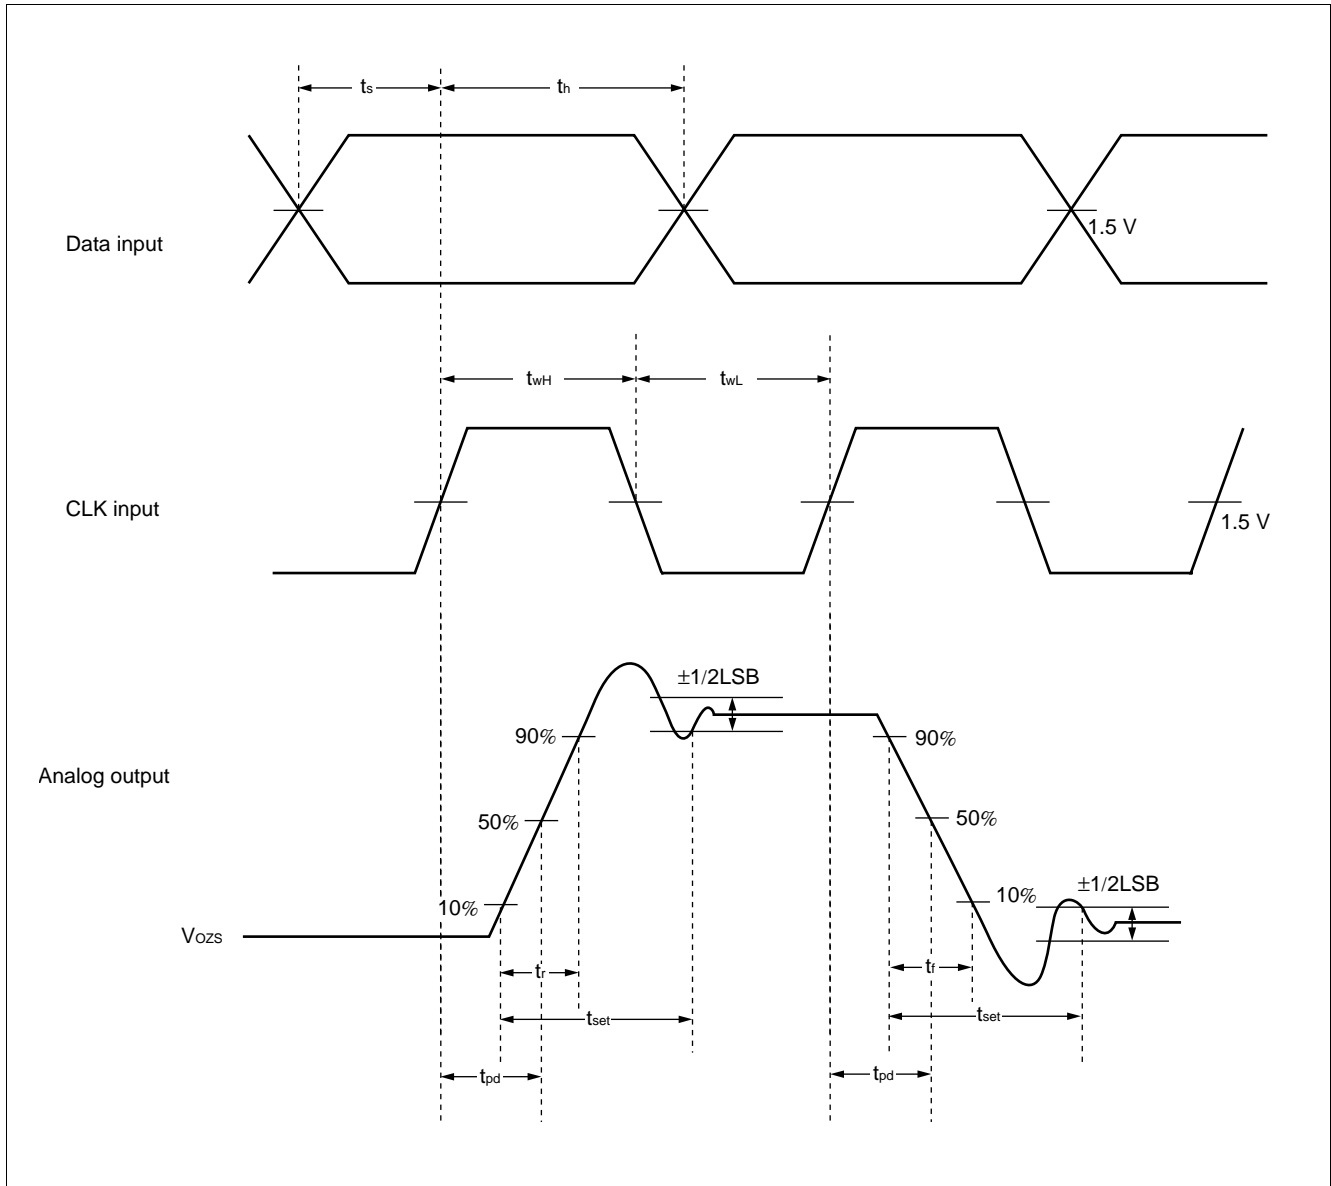 ts
th
Data input
1.5 V
twH
twL
CLK input
1.5 V
±1/2LSB
90%
90%
Analog output
50%
50%
±1/2LSB
10%
10%
VOZS
tr
tf
tset
tset
tpd
tpd